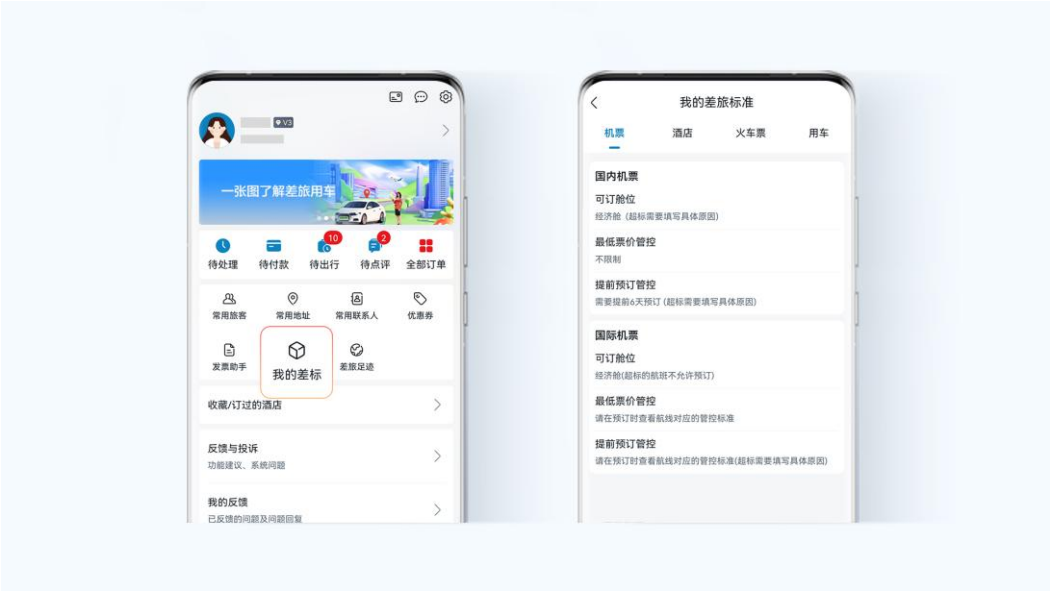 V3
一张图了解差旅用车
10
2
待处理 待付款 待出行 待点评 全部订单
常用旅客 常用地址 常用联系人 优惠券
发票助手 我的差标 差旅足迹
收藏/订过的酒店
反馈与投诉
功能建议、系统问题
我的反馈
已反馈的问题及问题回复
我的差旅标准
机票 酒店 火车票 用车
国内机票
可订舱位
经济舱 (超标需要填写具体原因)
最低票价管控
不限制
提前预订管控
需要提前6天预订 (超标需要填写具体原因)
国际机票
可订舱位
经济舱(超标的航班不允许预订)
最低票价管控
请在预订时查看航线对应的管控标准
提前预订管控
请在预订时查看航线对应的管控标准(超标需要填写具体原因)